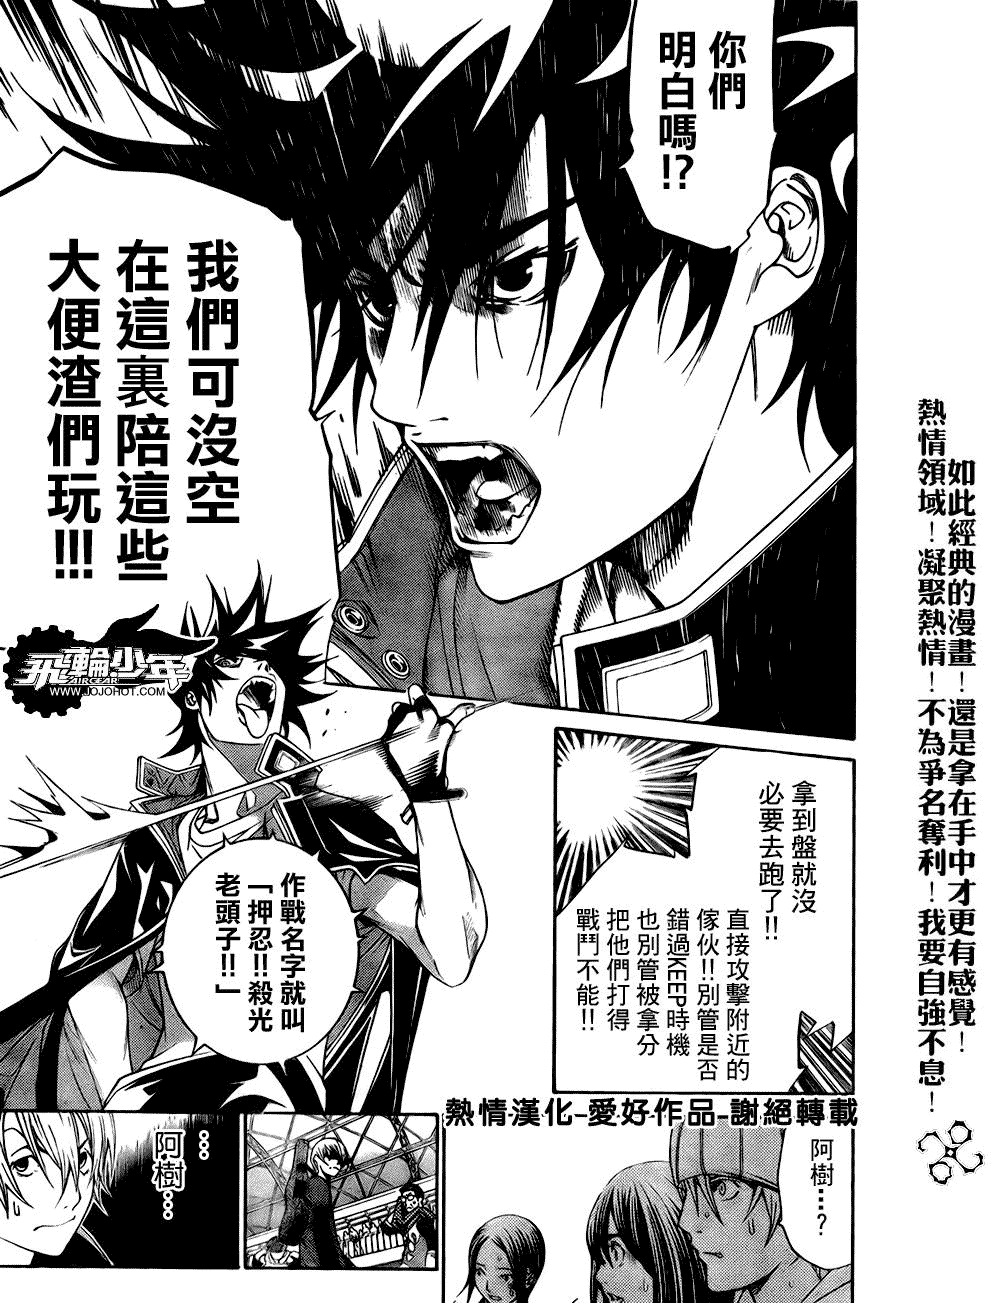 你們
明白嗎!?
我們可沒空
在這裏陪這些
大便渣們玩!!!
飛輪少年
AIRGEAR
WWW.JOJOHOT.COM
拿到盤就沒
必要去跑了!!
直接攻擊附近的
傢伙!!別管是否
錯過KEEP時機
也別管被拿分
把他們打得
戰鬥不能!!
作戰名字就叫
「押忍!!殺光
老頭子!!」
熱情漢化-愛好作品-謝絕轉載
阿樹…?
…
阿樹…
如此經典的漫畫！還是拿在手中才更有感覺！
熱情領域！凝聚熱情！不為爭名奪利！我要自強不息！